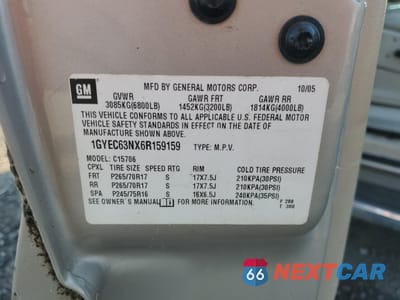 GM
MFD BY GENERAL MOTORS CORP. 10/05
GVWR GAWR FRT GAWR RR
3085KG(6800LB) 1452KG(3200LB) 1814KG(4000LB)
THIS VEHICLE CONFORMS TO ALL APPLICABLE U.S. FEDERAL MOTOR
VEHICLE SAFETY STANDARDS IN EFFECT ON THE DATE OF
MANUFACTURE SHOWN ABOVE.
1GYEC63NX6R159159 TYPE: M.P.V.
MODEL: C15706
CPXL TIRE SIZE SPEED RTG RIM COLD TIRE PRESSURE
FRT P265/70R17 S 17X7.5J 210KPA(30PSI)
RR P265/70R17 S 17X7.5J 210KPA(30PSI)
SPA P245/75R16 S 16X6.5J 240KPA(35PSI)
SEE OWNER'S MANUAL FOR MORE INFORMATION.
66 NEXTCAR